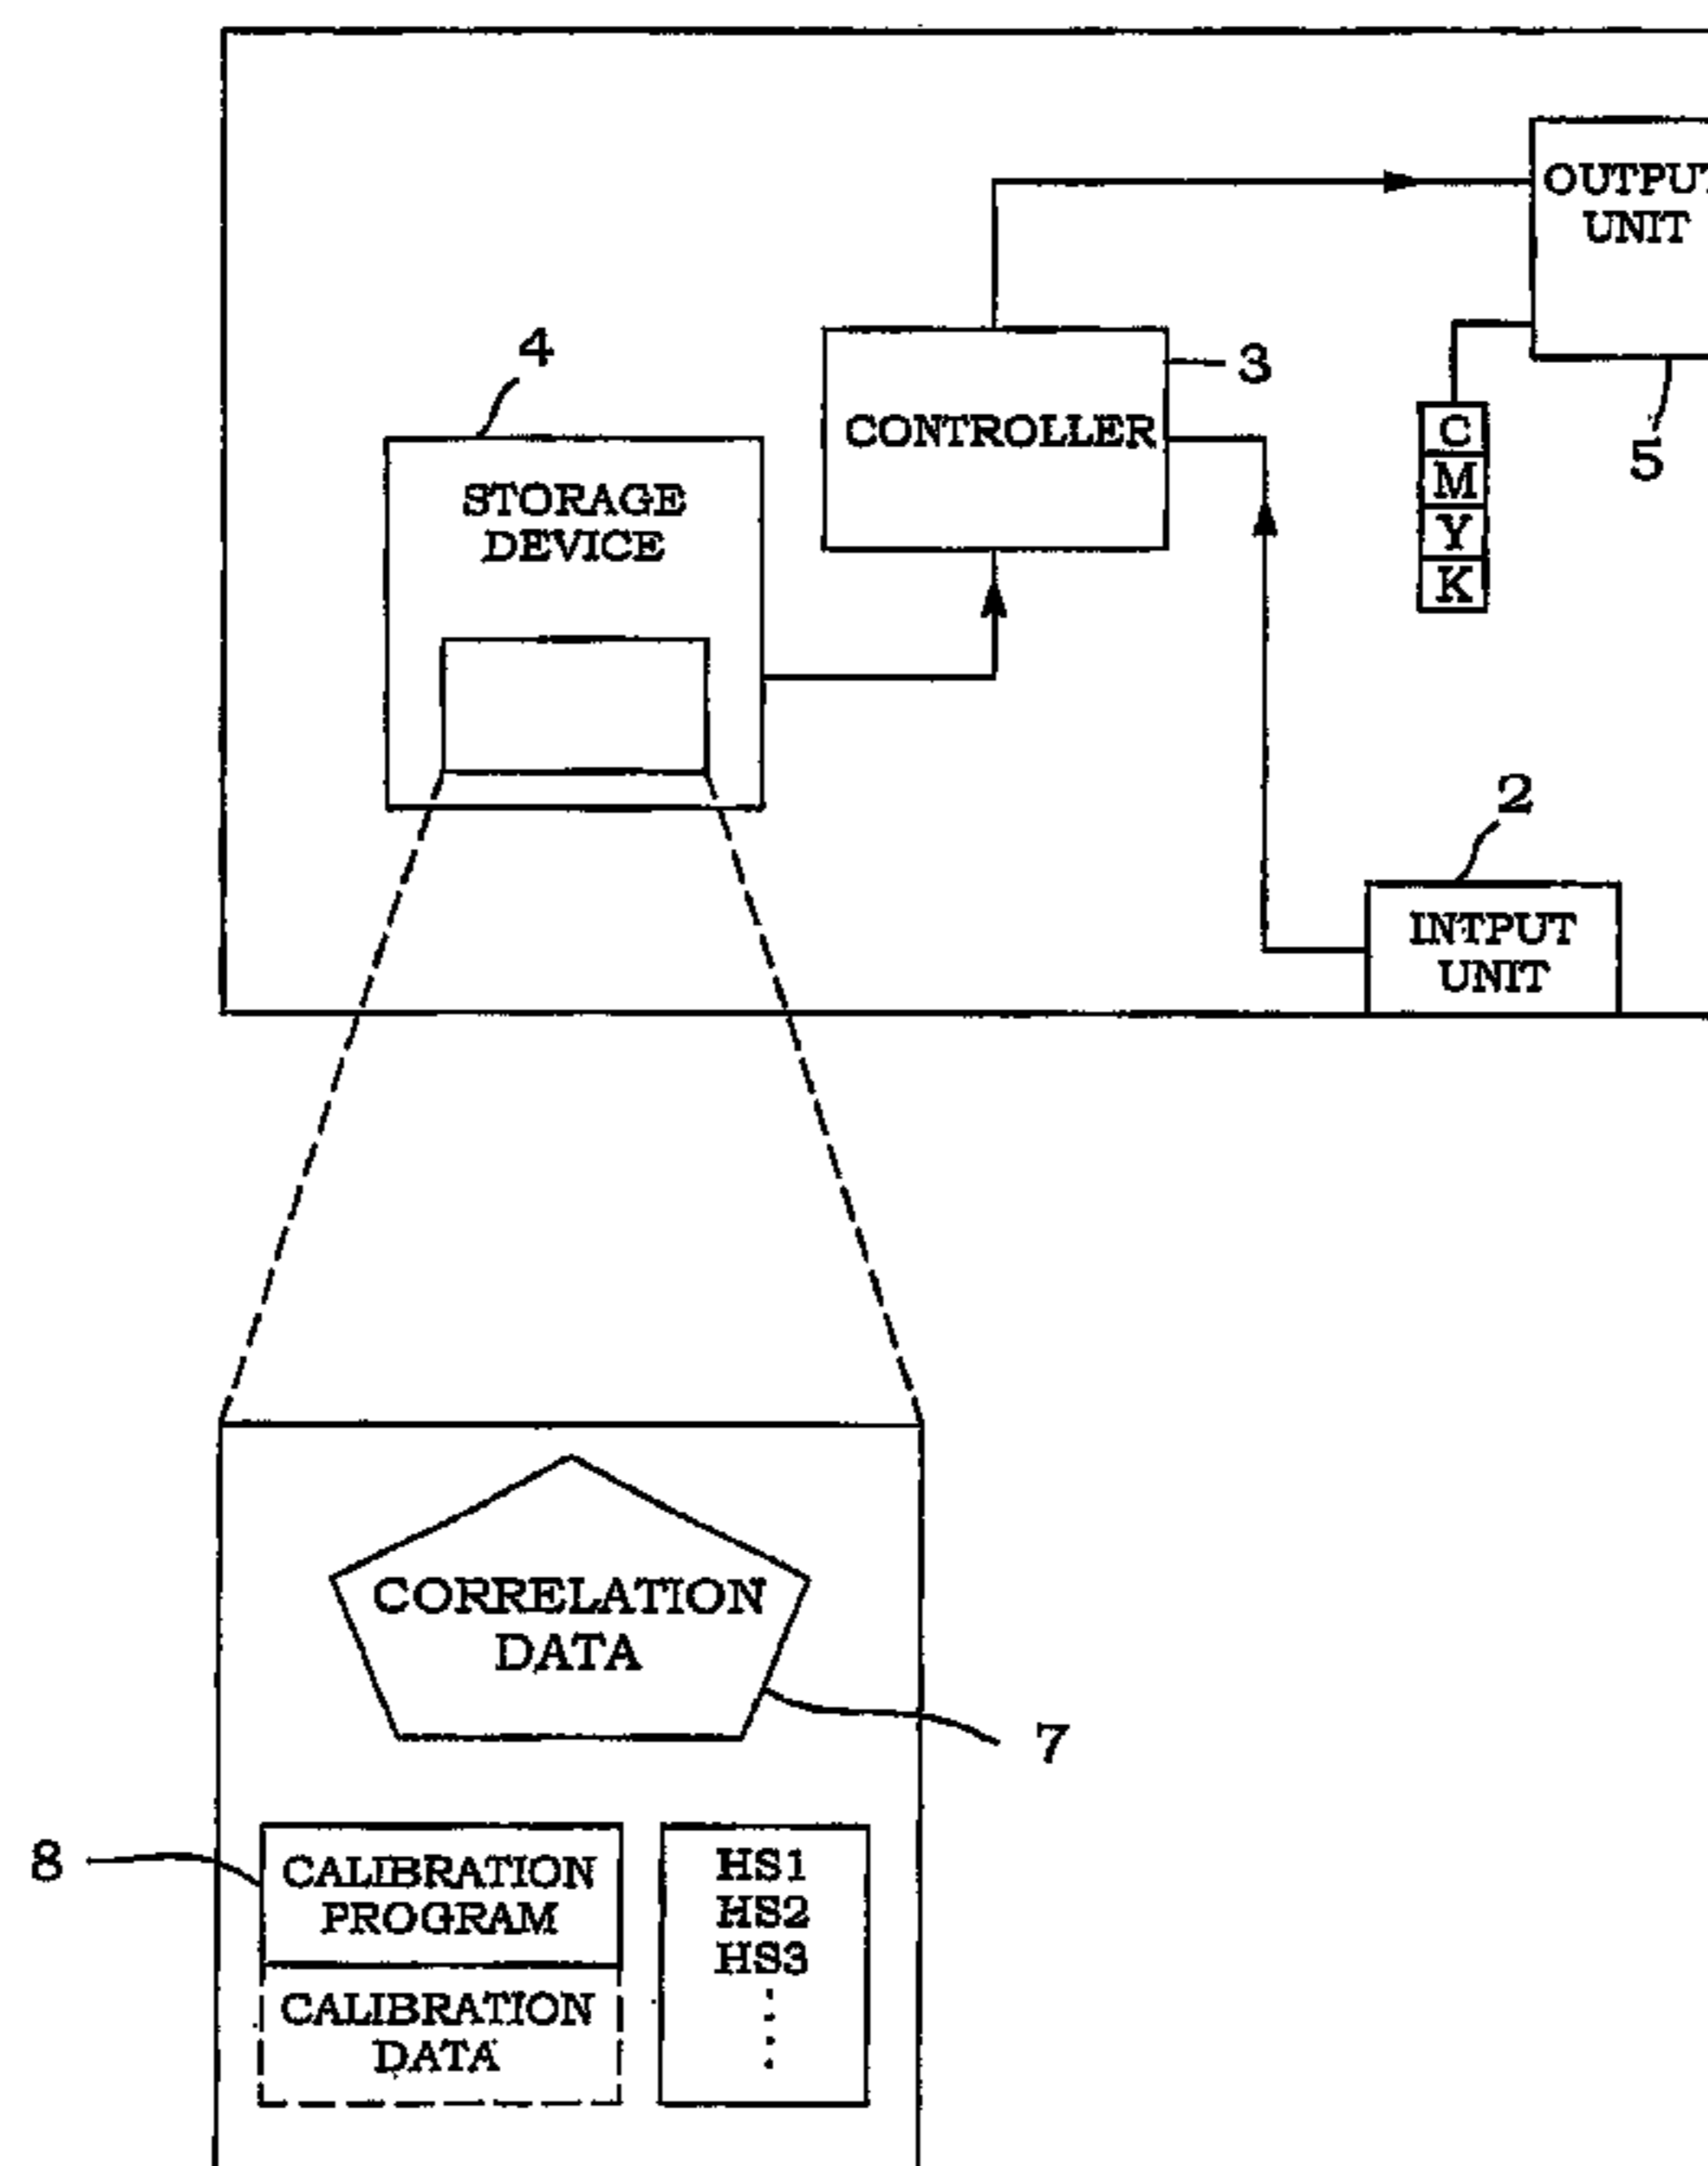 OUTPUT
UNIT
4
3
CONTROLLER
5
C
M
Y
K
STORAGE
DEVICE
2
INTPUT
UNIT
CORRELATION
DATA
7
8
CALIBRATION
PROGRAM
HS1
HS2
HS3
CALIBRATION
DATA